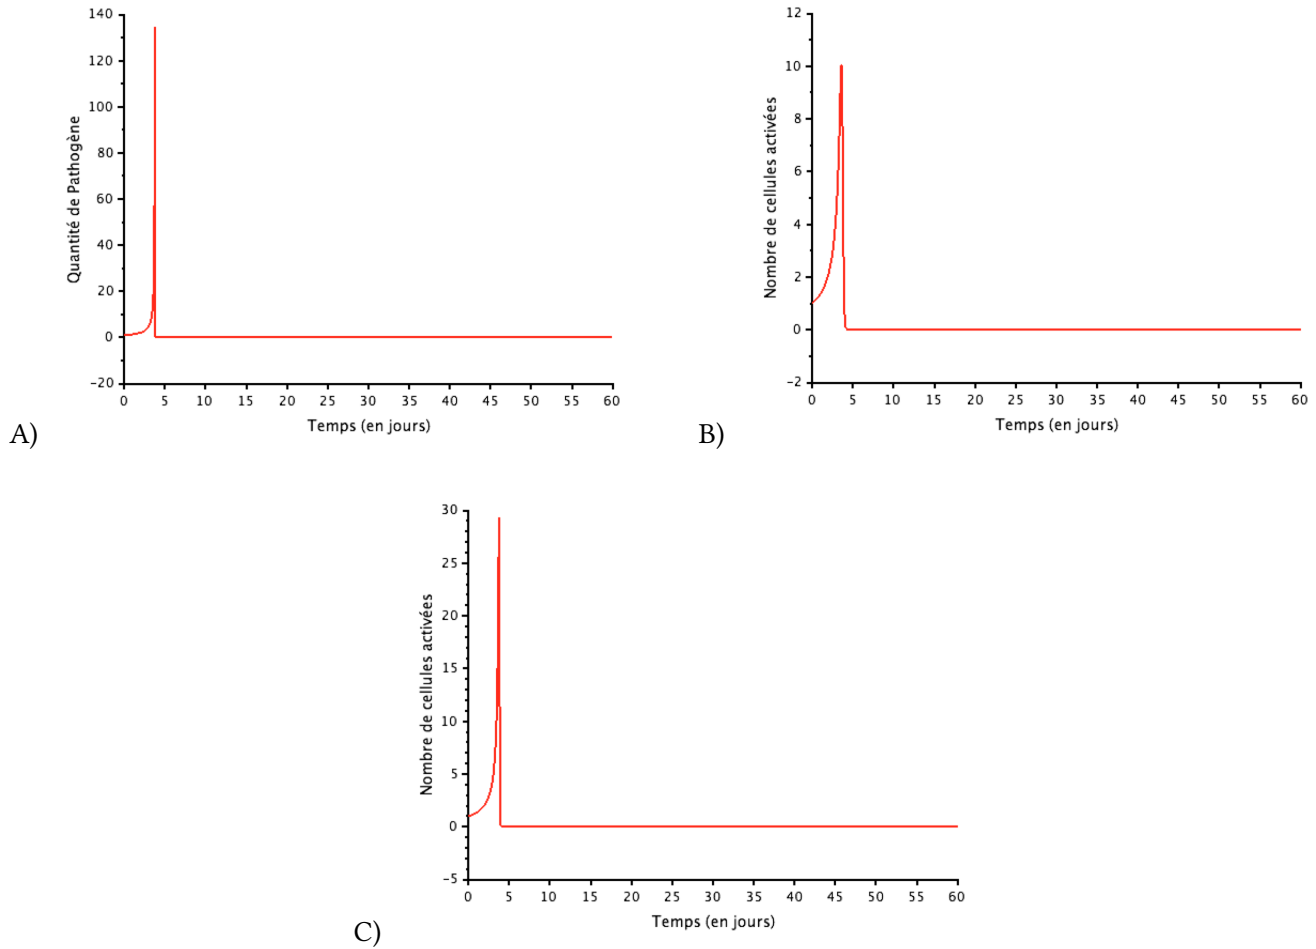 140
120
100
80
60
40
20
0
−20
Quantité de Pathogène
0 5 10 15 20 25 30 35 40 45 50 55 60
Temps (en jours)
A)
12
10
8
6
4
2
0
−2
Nombre de cellules activées
0 5 10 15 20 25 30 35 40 45 50 55 60
Temps (en jours)
B)
30
25
20
15
10
5
0
−5
Nombre de cellules activées
0 5 10 15 20 25 30 35 40 45 50 55 60
Temps (en jours)
C)